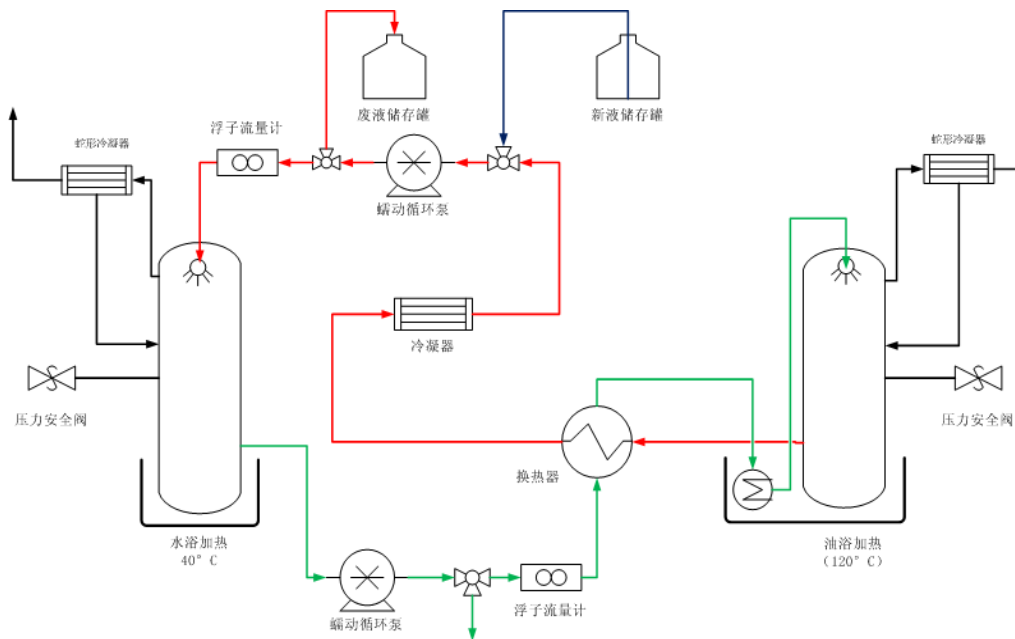 废液储存罐
新液储存罐
浮子流量计
蛇形冷凝器
蛇形冷凝器
蠕动循环泵
冷凝器
压力安全阀
压力安全阀
换热器
水浴加热
40° C
油浴加热
（120° C）
蠕动循环泵
浮子流量计